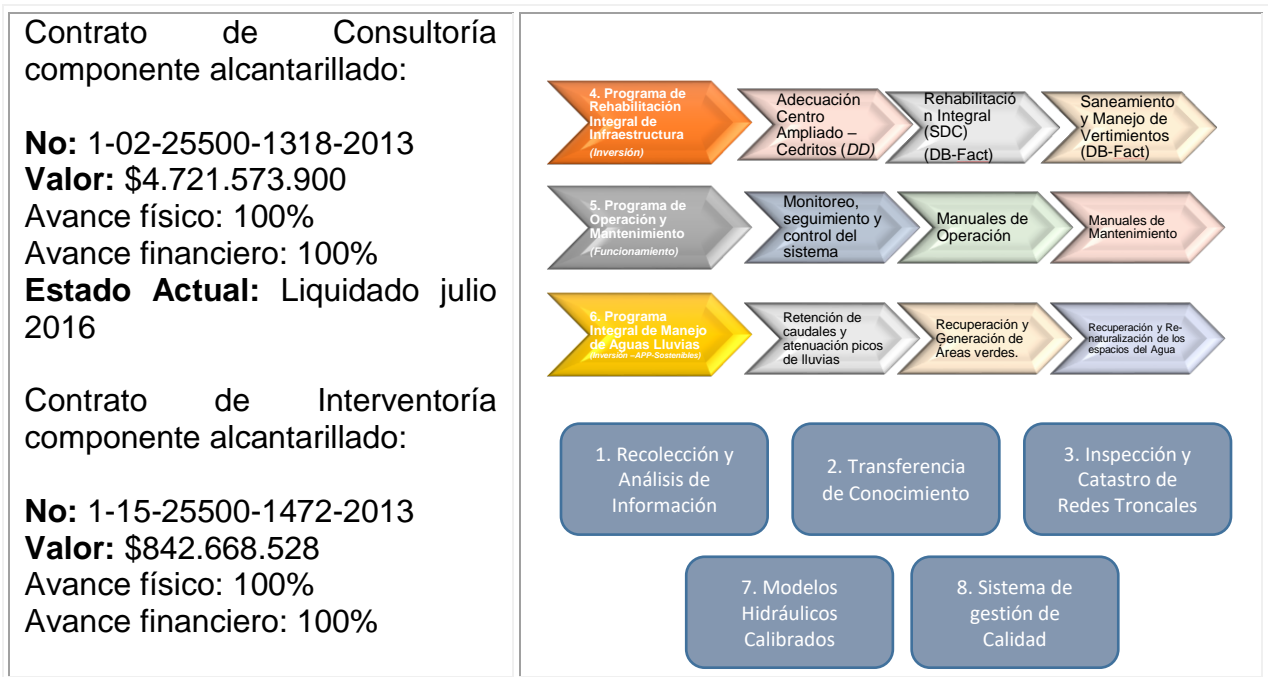 Contrato de Consultoría
componente alcantarillado:
No: 1-02-25500-1318-2013
Valor: $4.721.573.900
Avance físico: 100%
Avance financiero: 100%
Estado Actual: Liquidado julio
2016
Contrato de Interventoría
componente alcantarillado:
No: 1-15-25500-1472-2013
Valor: $842.668.528
Avance físico: 100%
Avance financiero: 100%
4. Programa de
Rehabilitación
Integral de
Infraestructura
(Inversión)
Adecuación
Centro
Ampliado –
Cedritos (DD)
Rehabilitació
n Integral
(SDC)
(DB-Fact)
Saneamiento
y Manejo de
Vertimientos
(DB-Fact)
5. Programa de
Operación y
Mantenimiento
(Funcionamiento)
Monitoreo,
seguimiento y
control del
sistema
Manuales de
Operación
Manuales de
Mantenimiento
6. Programa
Integral de Manejo
de Aguas Lluvias
(Inversión –APP-Sostenibles)
Retención de
caudales y
atenuación picos
de lluvias
Recuperación y
Generación de
Áreas verdes.
Recuperación y Re-
naturalización de los
espacios del Agua
1. Recolección y
Análisis de
Información
2. Transferencia
de Conocimiento
3. Inspección y
Catastro de
Redes Troncales
7. Modelos
Hidráulicos
Calibrados
8. Sistema de
gestión de
Calidad